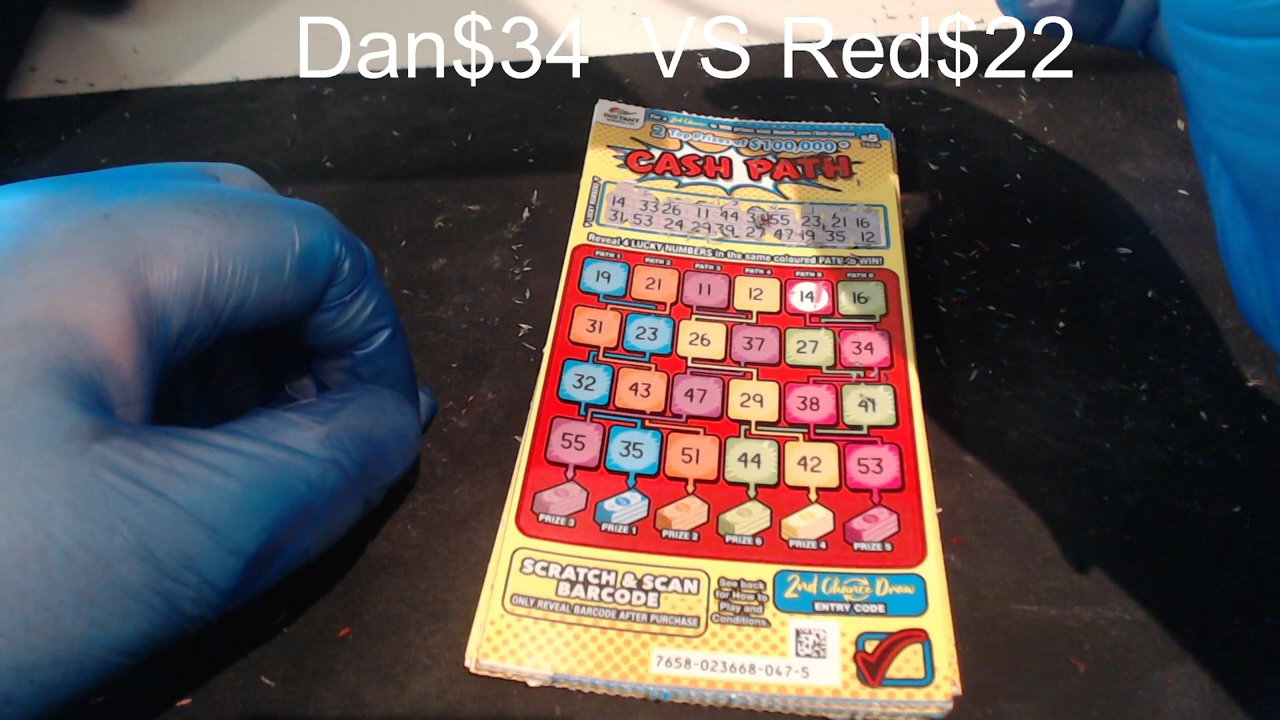 Dan$34 VS Red$22
INSTANT
2 Top Prizes of $100,000*
$5
CASH PATH
14 33 26 11 44 55 23 21 16
31 53 24 29 39 27 47 49 35 12
Reveal 4 LUCKY NUMBERS in the same coloured PATH to WIN!
PATH 1 PATH 2 PATH 3 PATH 4 PATH 5 PATH 6
19 21 11 12 14 16
31 23 26 37 27 34
32 43 47 29 38 41
55 35 51 44 42 53
PRIZE 3 PRIZE 1 PRIZE 2 PRIZE 6 PRIZE 4 PRIZE 5
SCRATCH & SCAN
BARCODE
ONLY REVEAL BARCODE AFTER PURCHASE
See back
for How to
Play and
Conditions.
2nd Chance Draw
ENTRY CODE
7658-023668-047-5